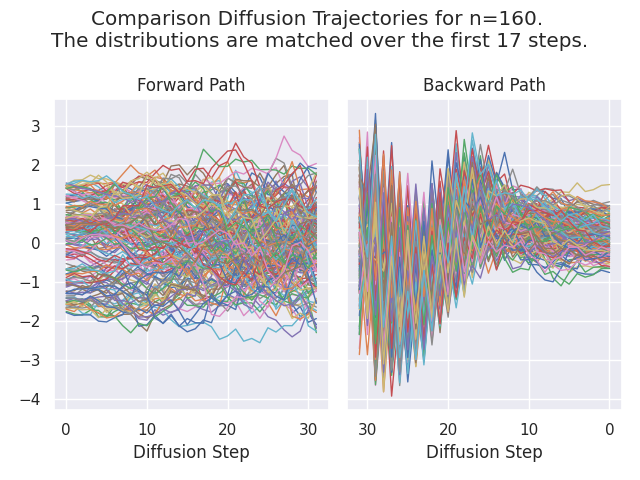 Comparison Diffusion Trajectories for n=160.
The distributions are matched over the first 17 steps.
Forward Path
Backward Path
3
2
1
0
−1
−2
−3
−4
0
10
20
30
30
20
10
0
Diffusion Step
Diffusion Step